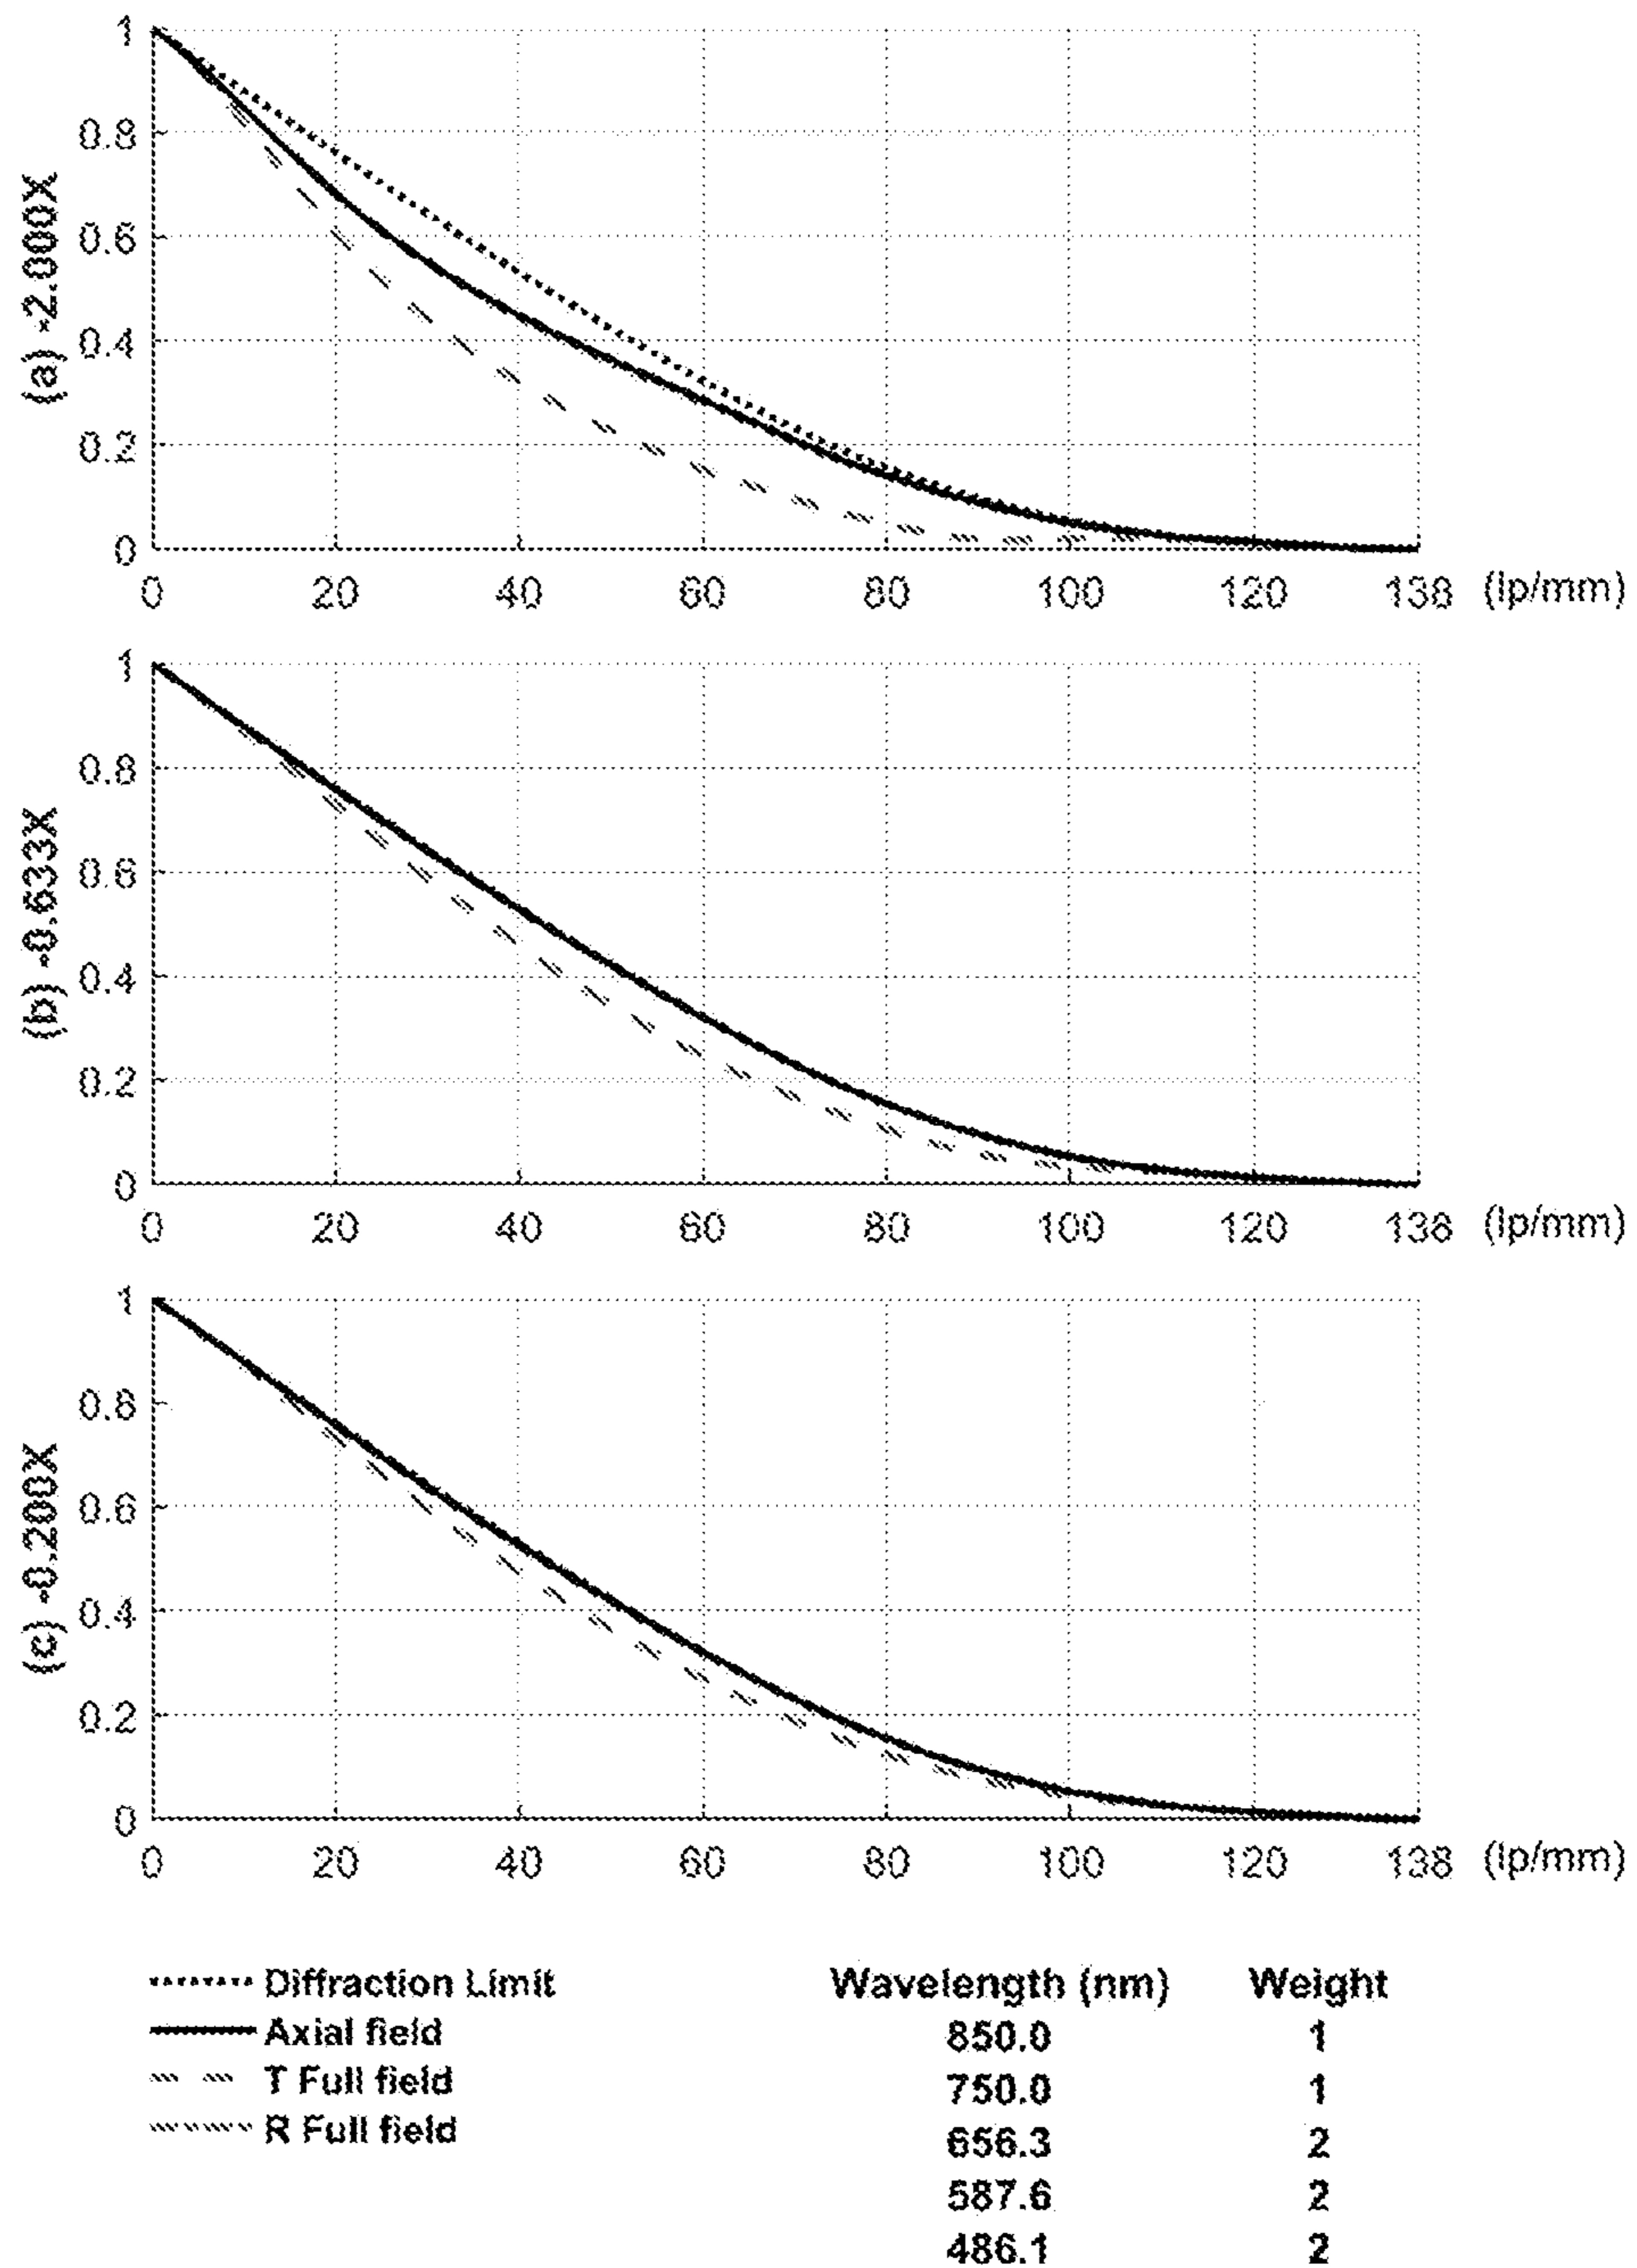 (a) -2.000X
1
0.8
0.6
0.4
0.2
0
0 20 40 60 80 100 120 138 (lp/mm)
(b) -0.633X
1
0.8
0.6
0.4
0.2
0
0 20 40 60 80 100 120 138 (lp/mm)
(c) -0.200X
1
0.8
0.6
0.4
0.2
0
0 20 40 60 80 100 120 138 (lp/mm)
Diffraction Limit
Axial field
T Full field
R Full field
Wavelength (nm) Weight
850.0 1
750.0 1
656.3 2
587.6 2
486.1 2